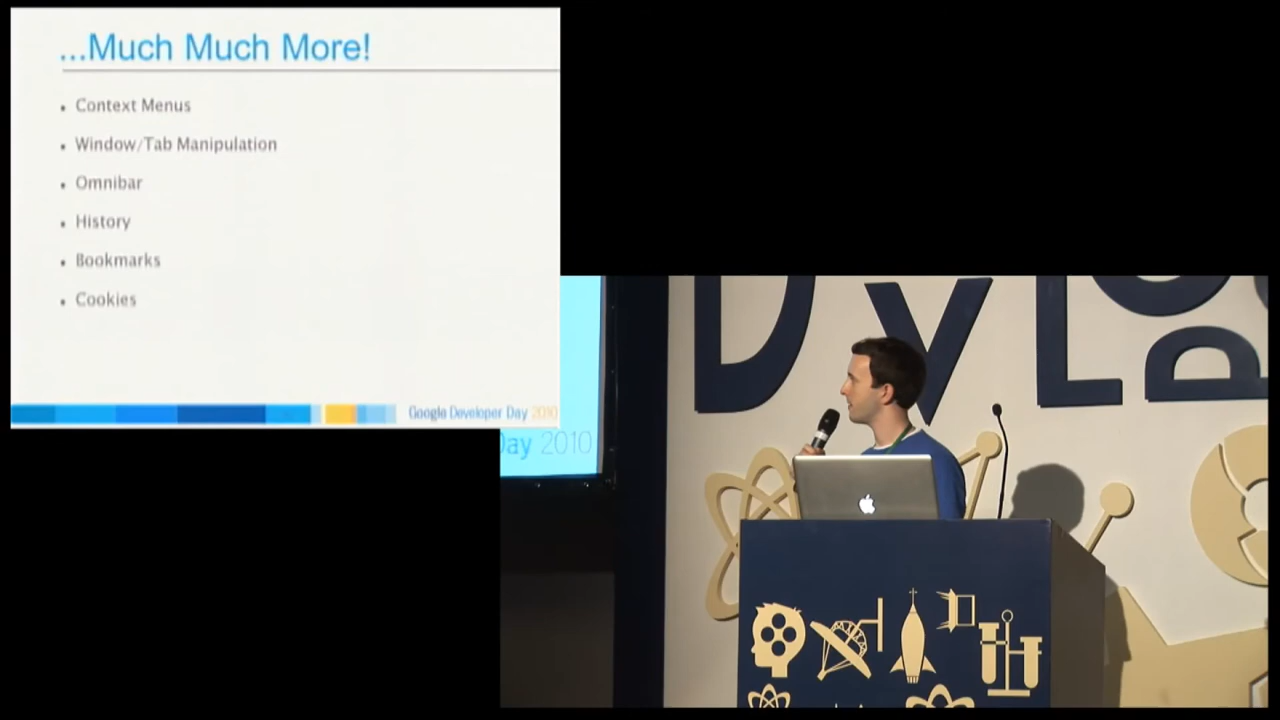 ...Much Much More!
• Context Menus
• Window/Tab Manipulation
• Omnibar
• History
• Bookmarks
• Cookies
Google Developer Day 2010
Day 2010